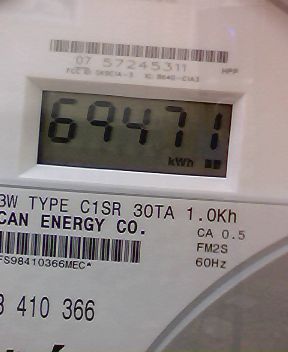 07 57245311
HPP
69471
kWh
3W TYPE C1SR 30TA 1.0Kh
CAN ENERGY CO.
CA 0.5
FM2S
60Hz
FS98410366MEC*
3 410 366